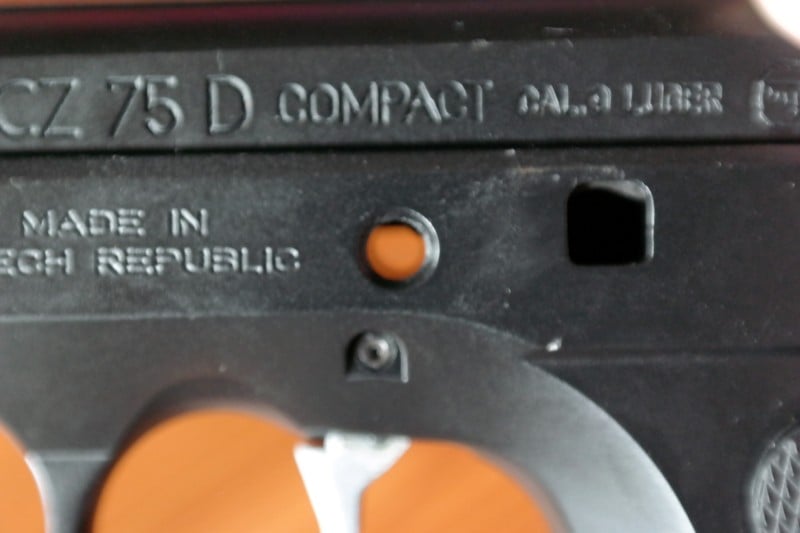 CZ 75 D COMPACT CAL.9 LUGER
MADE IN
ECH REPUBLIC